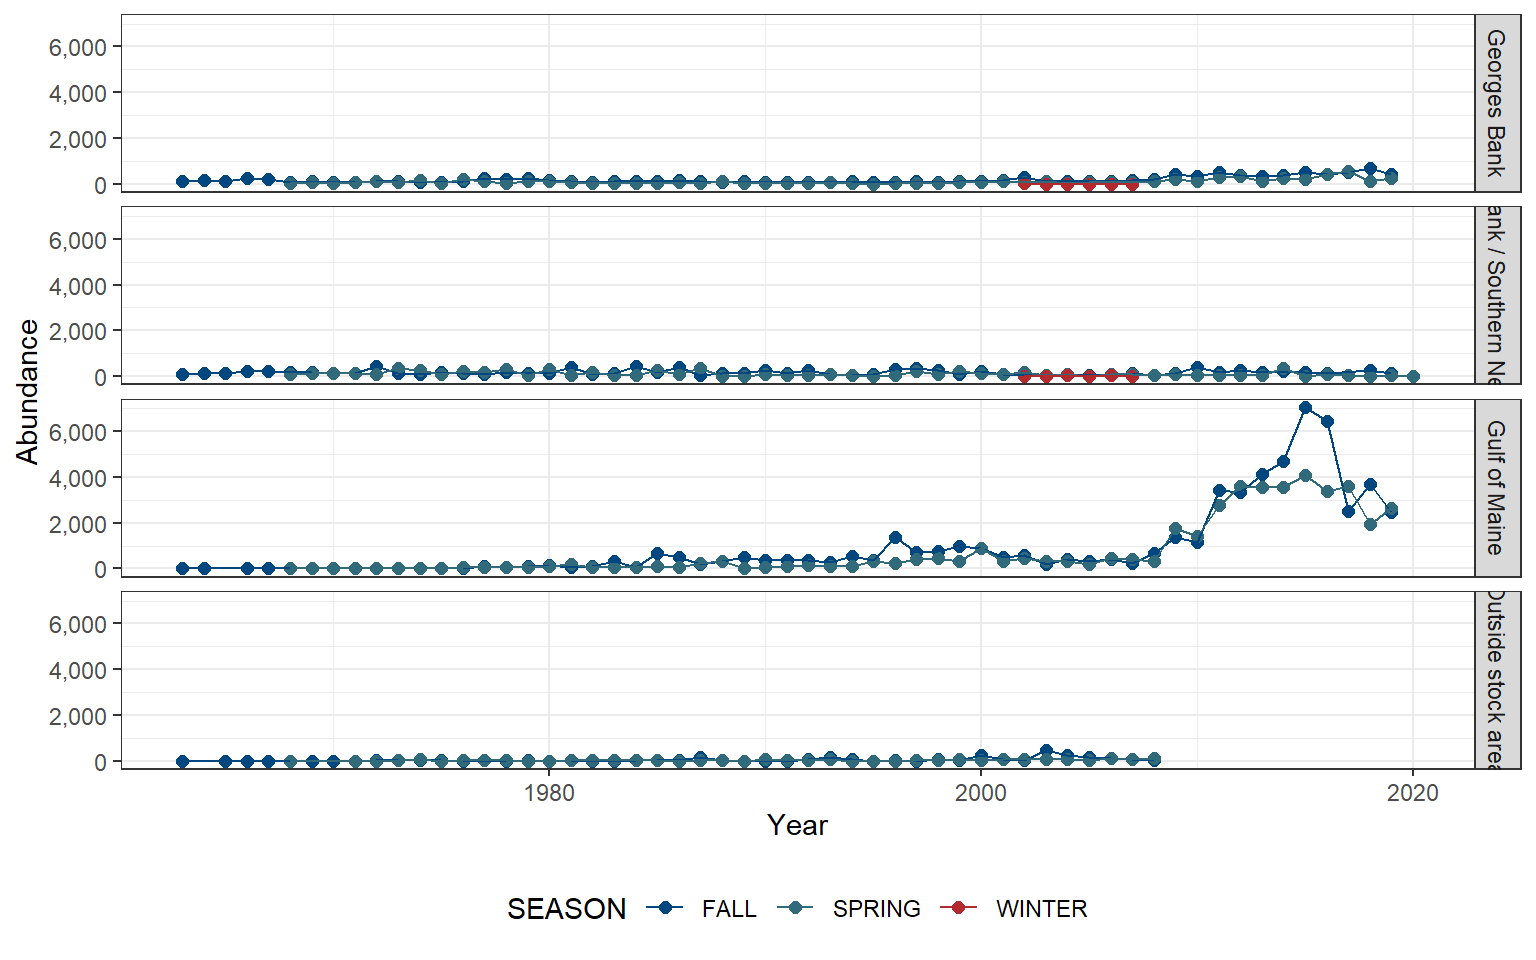 6,000
4,000
2,000
0
Georges Bank
6,000
4,000
2,000
0
ank / Southern Ne
6,000
4,000
2,000
0
Gulf of Maine
6,000
4,000
2,000
0
Outside stock area
Abundance
1980
2000
2020
Year
SEASON FALL SPRING WINTER